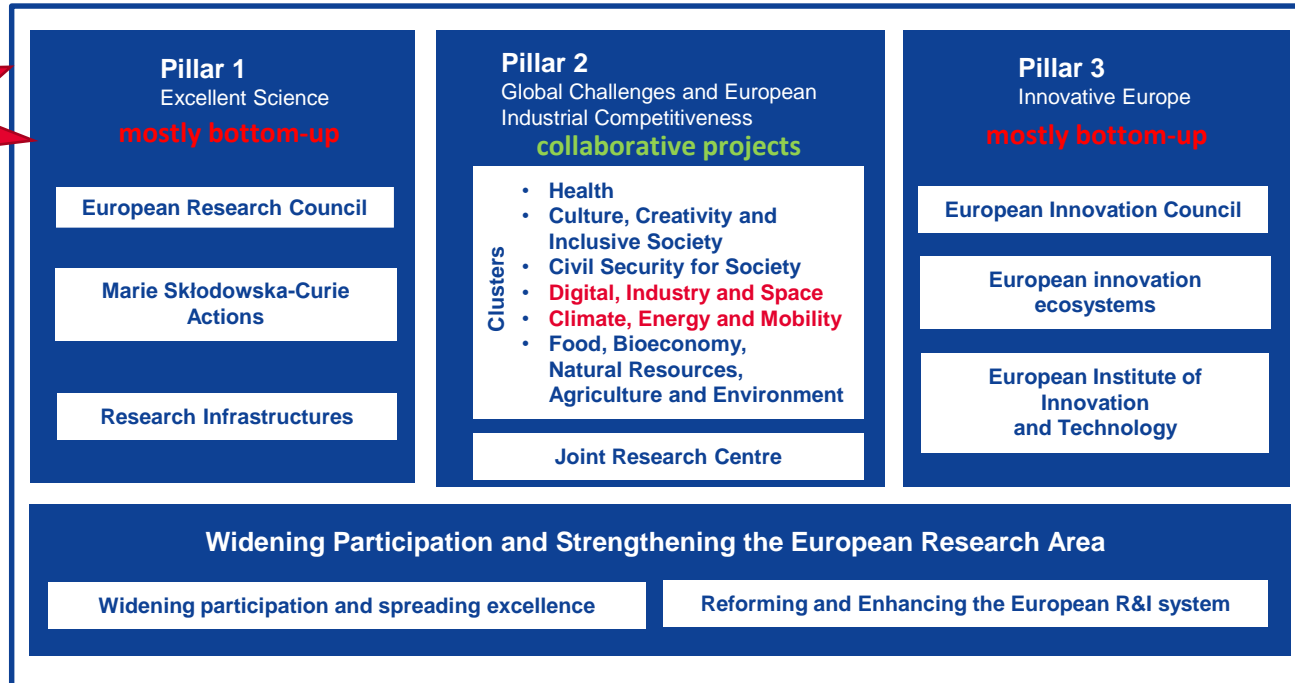 Pillar 1
Excellent Science
mostly bottom-up
European Research Council
Marie Skłodowska-Curie
Actions
Research Infrastructures
Pillar 2
Global Challenges and European
Industrial Competitiveness
collaborative projects
Clusters
• Health
• Culture, Creativity and
Inclusive Society
• Civil Security for Society
• Digital, Industry and Space
• Climate, Energy and Mobility
• Food, Bioeconomy,
Natural Resources,
Agriculture and Environment
Joint Research Centre
Pillar 3
Innovative Europe
mostly bottom-up
European Innovation Council
European innovation
ecosystems
European Institute of
Innovation
and Technology
Widening Participation and Strengthening the European Research Area
Widening participation and spreading excellence
Reforming and Enhancing the European R&I system